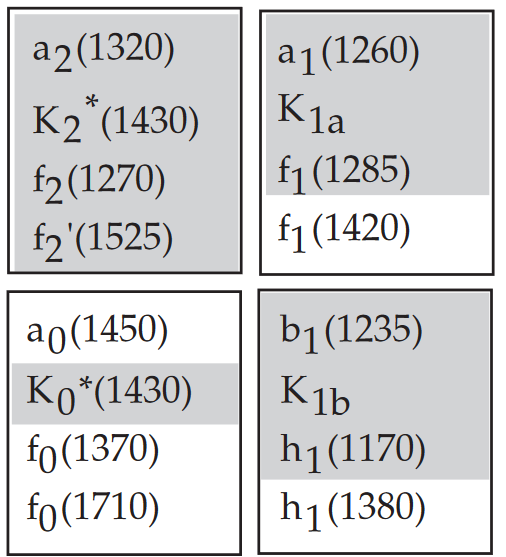 a₂(1320)
K₂*(1430)
f₂(1270)
f₂'(1525)
a₁(1260)
K₁ₐ
f₁(1285)
f₁(1420)
a₀(1450)
K₀*(1430)
f₀(1370)
f₀(1710)
b₁(1235)
K₁b
h₁(1170)
h₁(1380)